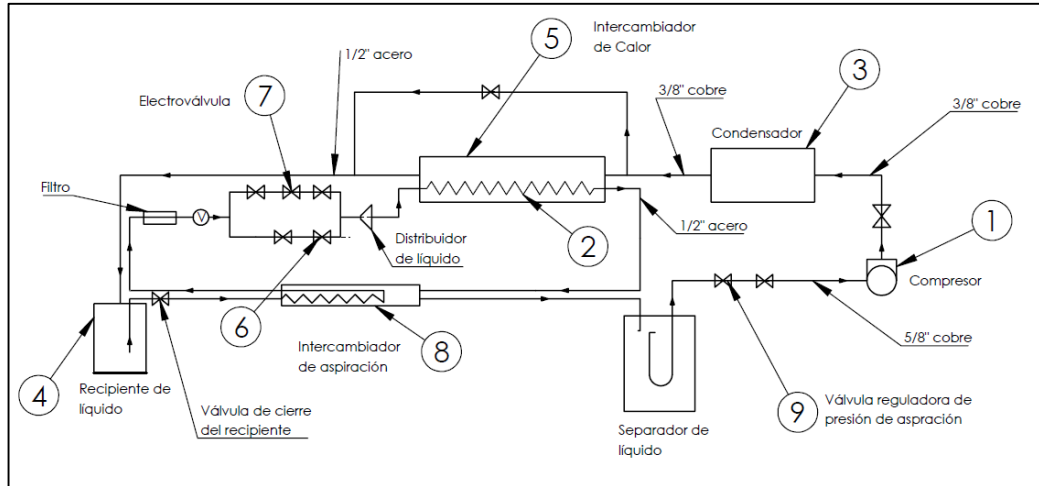 5
Intercambiador
de Calor
1/2" acero
7
Electroválvula
3/8" cobre
3
3/8" cobre
Condensador
Filtro
V
1/2" acero
1
Distribuidor
de líquido
2
Compresor
6
Intercambiador
de aspiración
8
5/8" cobre
4
Recipiente de
líquido
Válvula de cierre
del recipiente
Separador de
líquido
9
Válvula reguladora de
presión de aspración